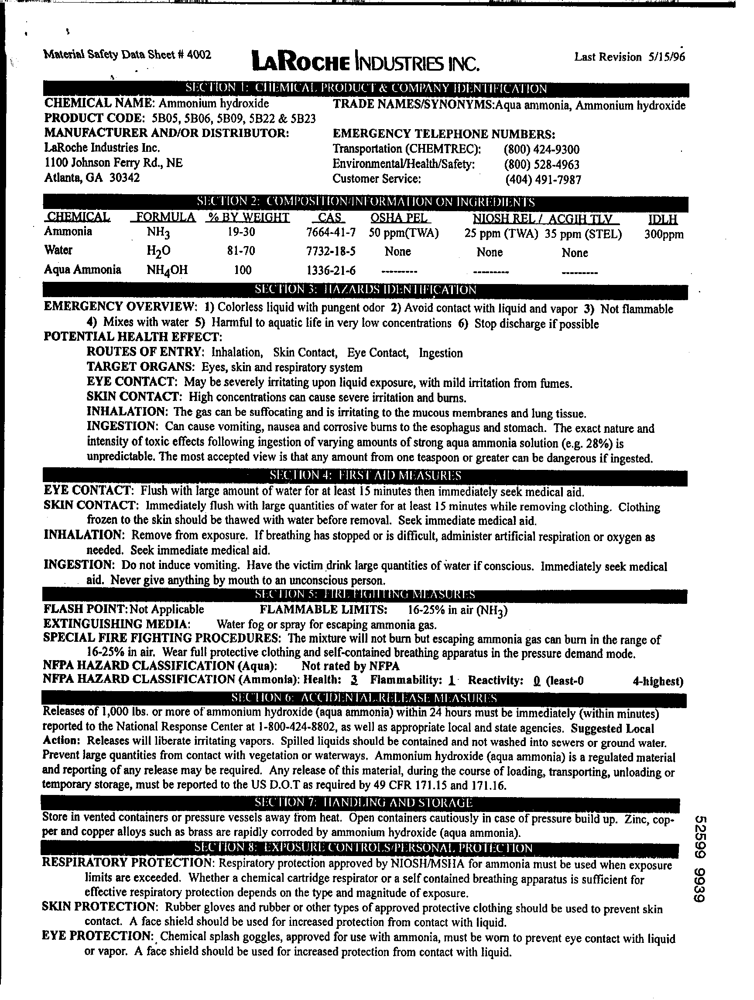 Material Safety Data Sheet # 4002
LAROCHE INDUSTRIES INC.
Last Revision 5/15/96
SECTION 1: CHEMICAL PRODUCT & COMPANY IDENTIFICATION
CHEMICAL NAME: Ammonium hydroxide TRADE NAMES/SYNONYMS:Aqua ammonia, Ammonium hydroxide
PRODUCT CODE: 5B05, 5B06, 5B09, 5B22 & 5B23
MANUFACTURER AND/OR DISTRIBUTOR: EMERGENCY TELEPHONE NUMBERS:
LaRoche Industries Inc. Transportation (CHEMTREC): (800) 424-9300
1100 Johnson Ferry Rd., NE Environmental/Health/Safety: (800) 528-4963
Atlanta, GA 30342 Customer Service: (404) 491-7987
SECTION 2: COMPOSITION/INFORMATION ON INGREDIENTS
CHEMICAL FORMULA % BY WEIGHT CAS OSHA PEL NIOSH REL / ACGIH TLV IDLH
Ammonia NH3 19-30 7664-41-7 50 ppm(TWA) 25 ppm (TWA) 35 ppm (STEL) 300ppm
Water H2O 81-70 7732-18-5 None None None
Aqua Ammonia NH4OH 100 1336-21-6 --------- --------- ---------
SECTION 3: HAZARDS IDENTIFICATION
EMERGENCY OVERVIEW: 1) Colorless liquid with pungent odor 2) Avoid contact with liquid and vapor 3) Not flammable
4) Mixes with water 5) Harmful to aquatic life in very low concentrations 6) Stop discharge if possible
POTENTIAL HEALTH EFFECT:
ROUTES OF ENTRY: Inhalation, Skin Contact, Eye Contact, Ingestion
TARGET ORGANS: Eyes, skin and respiratory system
EYE CONTACT: May be severely irritating upon liquid exposure, with mild irritation from fumes.
SKIN CONTACT: High concentrations can cause severe irritation and burns.
INHALATION: The gas can be suffocating and is irritating to the mucous membranes and lung tissue.
INGESTION: Can cause vomiting, nausea and corrosive burns to the esophagus and stomach. The exact nature and
intensity of toxic effects following ingestion of varying amounts of strong aqua ammonia solution (e.g. 28%) is
unpredictable. The most accepted view is that any amount from one teaspoon or greater can be dangerous if ingested.
SECTION 4: FIRST AID MEASURES
EYE CONTACT: Flush with large amount of water for at least 15 minutes then immediately seek medical aid.
SKIN CONTACT: Immediately flush with large quantities of water for at least 15 minutes while removing clothing. Clothing
frozen to the skin should be thawed with water before removal. Seek immediate medical aid.
INHALATION: Remove from exposure. If breathing has stopped or is difficult, administer artificial respiration or oxygen as
needed. Seek immediate medical aid.
INGESTION: Do not induce vomiting. Have the victim drink large quantities of water if conscious. Immediately seek medical
aid. Never give anything by mouth to an unconscious person.
SECTION 5: FIRE FIGHTING MEASURES
FLASH POINT: Not Applicable FLAMMABLE LIMITS: 16-25% in air (NH3)
EXTINGUISHING MEDIA: Water fog or spray for escaping ammonia gas.
SPECIAL FIRE FIGHTING PROCEDURES: The mixture will not burn but escaping ammonia gas can burn in the range of
16-25% in air. Wear full protective clothing and self-contained breathing apparatus in the pressure demand mode.
NFPA HAZARD CLASSIFICATION (Aqua): Not rated by NFPA
NFPA HAZARD CLASSIFICATION (Ammonia): Health: 3 Flammability: 1 Reactivity: 0 (least-0 4-highest)
SECTION 6: ACCIDENTAL RELEASE MEASURES
Releases of 1,000 lbs. or more of ammonium hydroxide (aqua ammonia) within 24 hours must be immediately (within minutes)
reported to the National Response Center at 1-800-424-8802, as well as appropriate local and state agencies. Suggested Local
Action: Releases will liberate irritating vapors. Spilled liquids should be contained and not washed into sewers or ground water.
Prevent large quantities from contact with vegetation or waterways. Ammonium hydroxide (aqua ammonia) is a regulated material
and reporting of any release may be required. Any release of this material, during the course of loading, transporting, unloading or
temporary storage, must be reported to the US D.O.T as required by 49 CFR 171.15 and 171.16.
SECTION 7: HANDLING AND STORAGE
Store in vented containers or pressure vessels away from heat. Open containers cautiously in case of pressure build up. Zinc, cop-
per and copper alloys such as brass are rapidly corroded by ammonium hydroxide (aqua ammonia).
SECTION 8: EXPOSURE CONTROLS/PERSONAL PROTECTION
RESPIRATORY PROTECTION: Respiratory protection approved by NIOSH/MSHA for ammonia must be used when exposure
limits are exceeded. Whether a chemical cartridge respirator or a self contained breathing apparatus is sufficient for
effective respiratory protection depends on the type and magnitude of exposure.
SKIN PROTECTION: Rubber gloves and rubber or other types of approved protective clothing should be used to prevent skin
contact. A face shield should be used for increased protection from contact with liquid.
EYE PROTECTION: Chemical splash goggles, approved for use with ammonia, must be worn to prevent eye contact with liquid
or vapor. A face shield should be used for increased protection from contact with liquid.
52599 9939